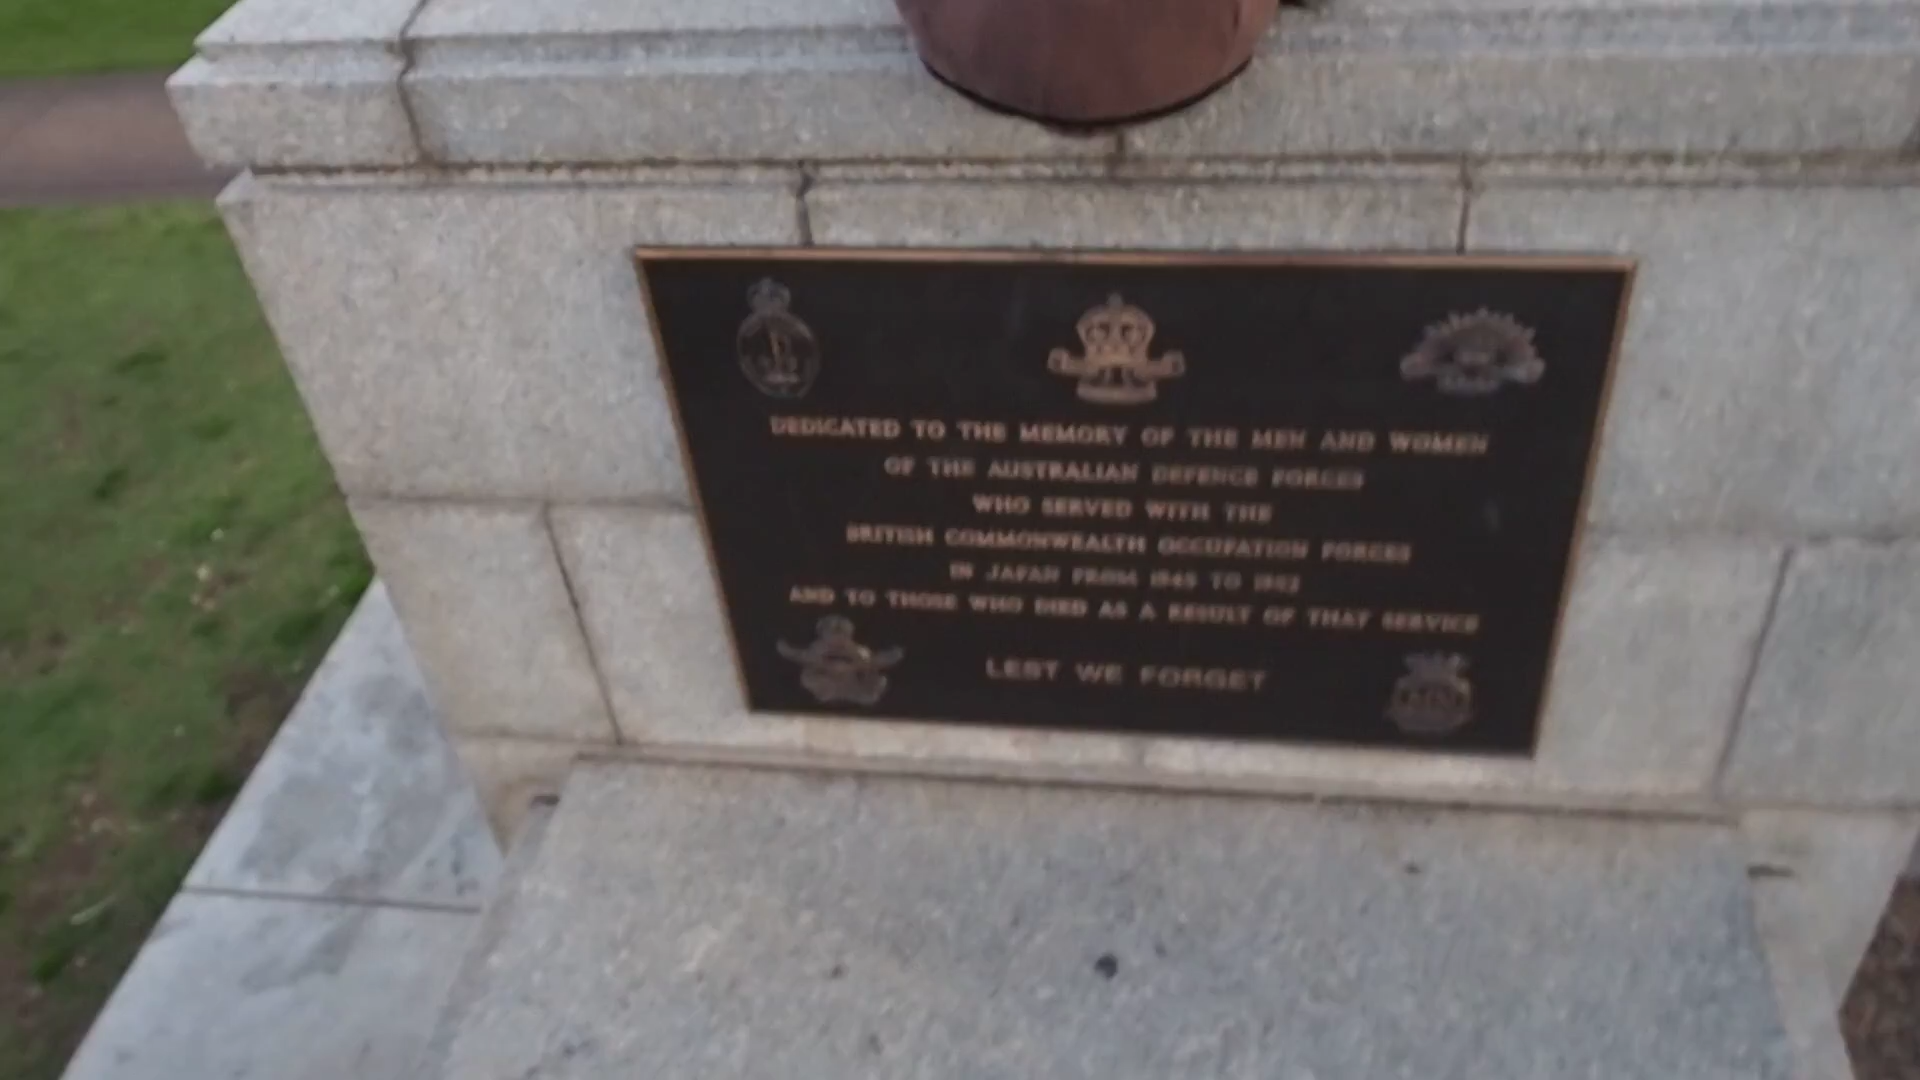 DEDICATED TO THE MEMORY OF THE MEN AND WOMEN
OF THE AUSTRALIAN DEFENCE FORCES
WHO SERVED WITH THE
BRITISH COMMONWEALTH OCCUPATION FORCES
IN JAPAN FROM 1945 TO 1952
AND TO THOSE WHO DIED AS A RESULT OF THAT SERVICE
LEST WE FORGET